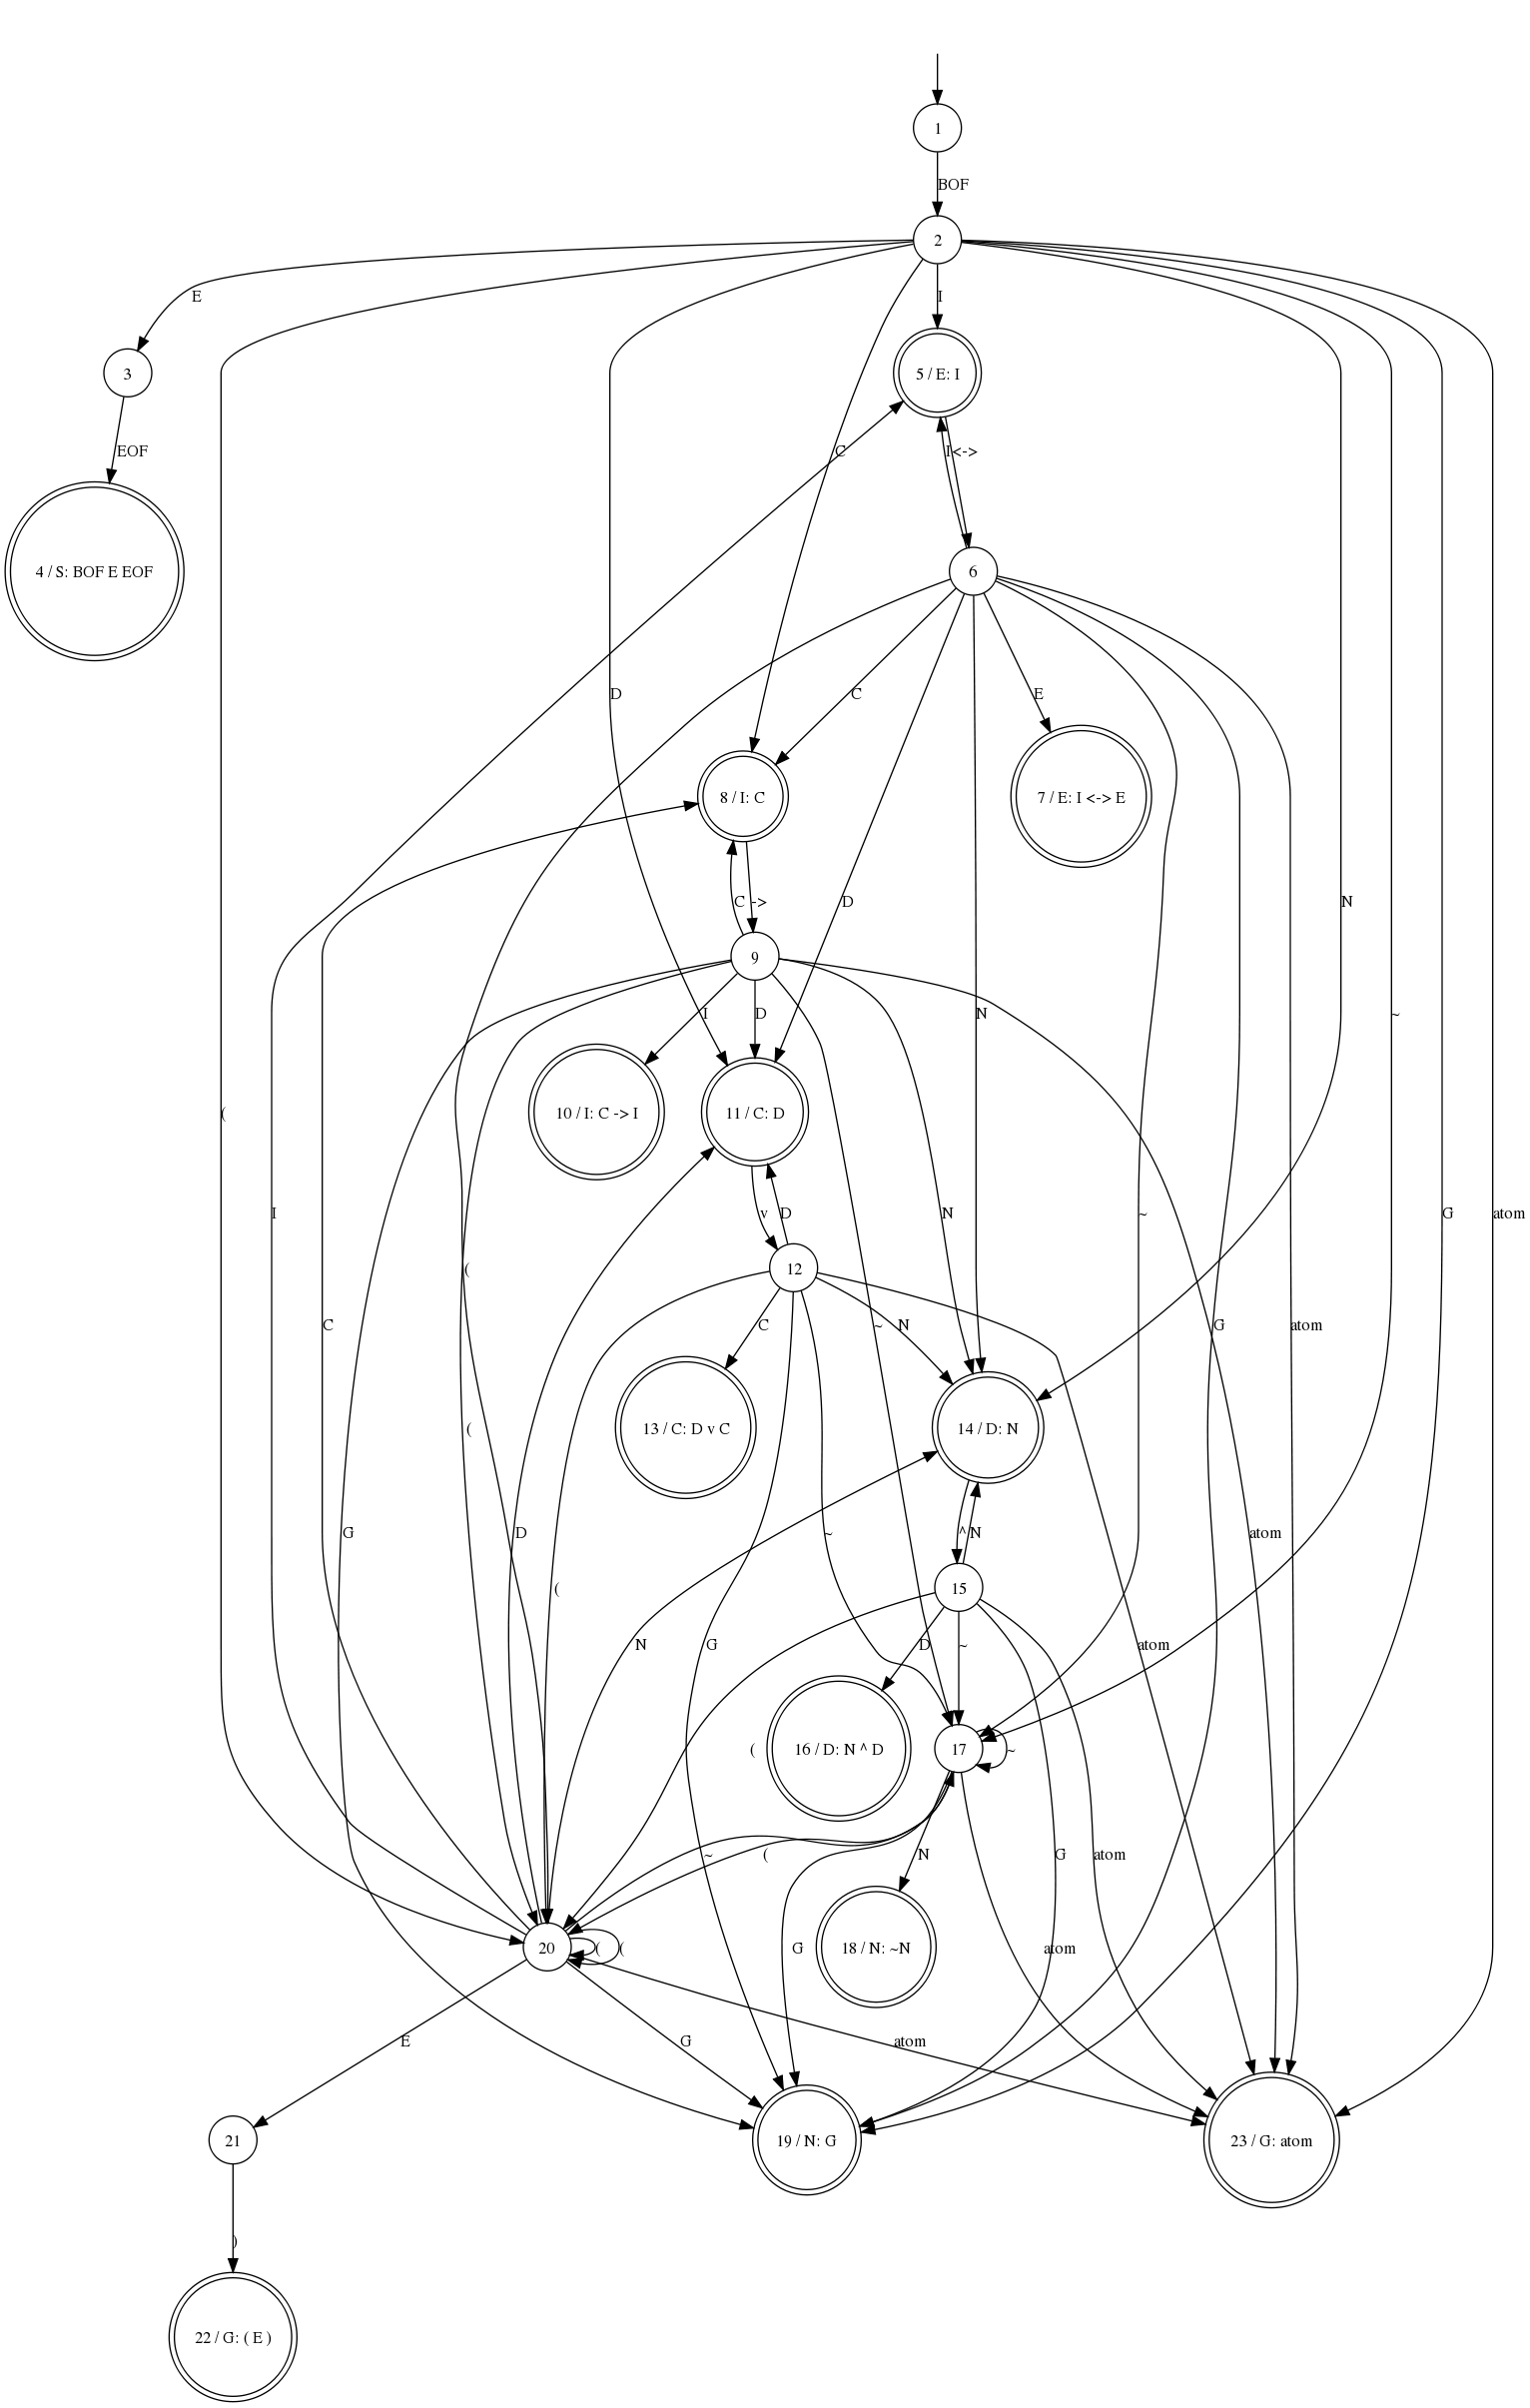 1
BOF
2
E
I
3
5 / E: I
C
EOF
I
<->
4 / S: BOF E EOF
6
D
C
E
8 / I: C
7 / E: I <-> E
C
->
D
N
9
I
D
N
~
10 / I: C -> I
11 / C: D
(
I
v
D
N
~
G
atom
12
(
C
C
~
N
G
atom
13 / C: D v C
14 / D: N
(
G
D
~
^
N
atom
(
15
N
G
D
~
atom
(
16 / D: N ^ D
17
~
~
(
N
G
atom
20
(
(
G
18 / N: ~N
atom
E
G
atom
21
19 / N: G
23 / G: atom
)
22 / G: ( E )